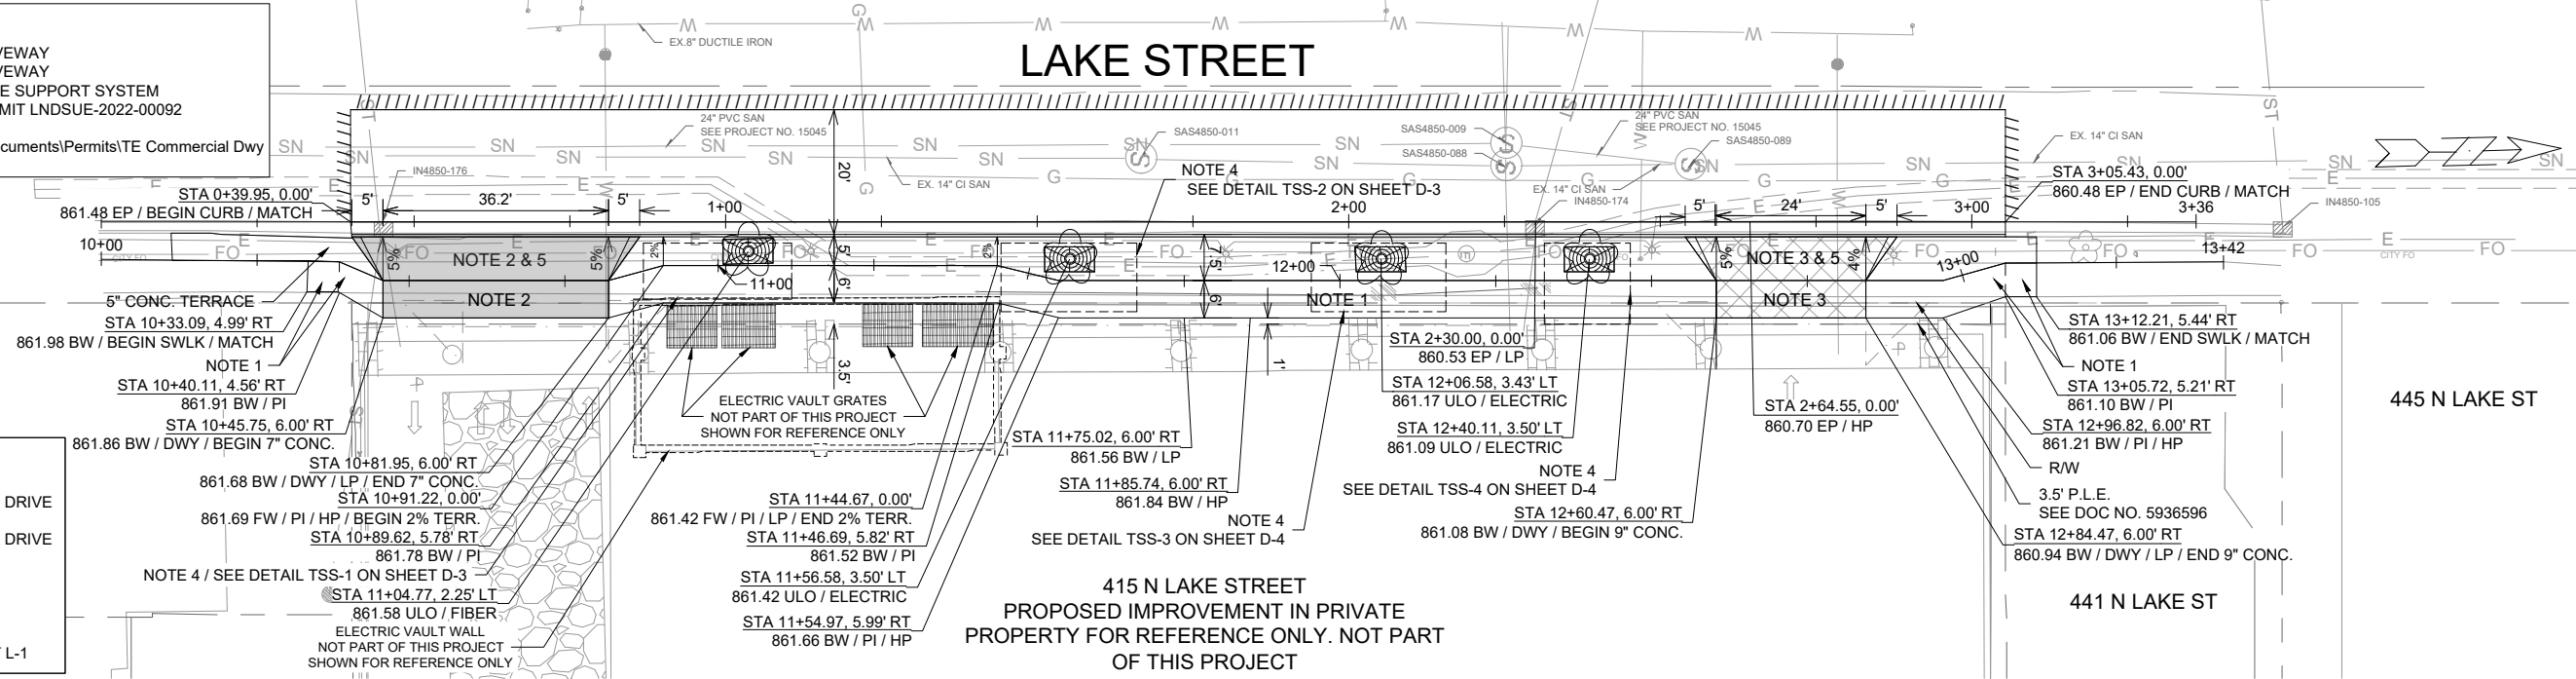 VEWAY
VEWAY
E SUPPORT SYSTEM
MIT LNDSUE-2022-00092
cuments\Permits\TE Commercial Dwy
DRIVE
DRIVE
L-1
LAKE STREET
EX.8" DUCTILE IRON
24" PVC SAN
SEE PROJECT NO. 15045
SAS4850-011
SAS4850-009
SAS4850-088
24" PVC SAN
SEE PROJECT NO. 15045
SAS4850-089
EX. 14" CI SAN
EX. 14" CI SAN
EX. 14" CI SAN
IN4850-176
IN4850-174
IN4850-105
NOTE 4
SEE DETAIL TSS-2 ON SHEET D-3
STA 0+39.95, 0.00'
861.48 EP / BEGIN CURB / MATCH
STA 3+05.43, 0.00'
860.48 EP / END CURB / MATCH
5'
36.2'
5'
20'
1+00
2+00
5'
24'
5'
3+00
3+36
10+00
11+00
12+00
13+00
13+42
CITY FO
CITY FO
5%
5%
2%
2%
5%
4%
5'
6'
7.5'
6'
3.5'
1'
NOTE 2 & 5
NOTE 2
NOTE 1
NOTE 3 & 5
NOTE 3
5" CONC. TERRACE
STA 10+33.09, 4.99' RT
861.98 BW / BEGIN SWLK / MATCH
NOTE 1
STA 10+40.11, 4.56' RT
861.91 BW / PI
STA 10+45.75, 6.00' RT
861.86 BW / DWY / BEGIN 7" CONC.
STA 10+81.95, 6.00' RT
861.68 BW / DWY / LP / END 7" CONC.
STA 10+91.22, 0.00'
861.69 FW / PI / HP / BEGIN 2% TERR.
STA 10+89.62, 5.78' RT
861.78 BW / PI
NOTE 4 / SEE DETAIL TSS-1 ON SHEET D-3
STA 11+04.77, 2.25' LT
861.58 ULO / FIBER
ELECTRIC VAULT WALL
NOT PART OF THIS PROJECT
SHOWN FOR REFERENCE ONLY
ELECTRIC VAULT GRATES
NOT PART OF THIS PROJECT
SHOWN FOR REFERENCE ONLY
STA 11+44.67, 0.00'
861.42 FW / PI / LP / END 2% TERR.
STA 11+46.69, 5.82' RT
861.52 BW / PI
STA 11+56.58, 3.50' LT
861.42 ULO / ELECTRIC
STA 11+54.97, 5.99' RT
861.66 BW / PI / HP
STA 11+75.02, 6.00' RT
861.56 BW / LP
STA 11+85.74, 6.00' RT
861.84 BW / HP
NOTE 4
SEE DETAIL TSS-3 ON SHEET D-4
STA 2+30.00, 0.00'
860.53 EP / LP
STA 12+06.58, 3.43' LT
861.17 ULO / ELECTRIC
STA 12+40.11, 3.50' LT
861.09 ULO / ELECTRIC
NOTE 4
SEE DETAIL TSS-4 ON SHEET D-4
STA 12+60.47, 6.00' RT
861.08 BW / DWY / BEGIN 9" CONC.
STA 2+64.55, 0.00'
860.70 EP / HP
STA 13+12.21, 5.44' RT
861.06 BW / END SWLK / MATCH
NOTE 1
STA 13+05.72, 5.21' RT
861.10 BW / PI
STA 12+96.82, 6.00' RT
861.21 BW / PI / HP
R/W
3.5' P.L.E.
SEE DOC NO. 5936596
STA 12+84.47, 6.00' RT
860.94 BW / DWY / LP / END 9" CONC.
415 N LAKE STREET
PROPOSED IMPROVEMENT IN PRIVATE
PROPERTY FOR REFERENCE ONLY. NOT PART
OF THIS PROJECT
441 N LAKE ST
445 N LAKE ST